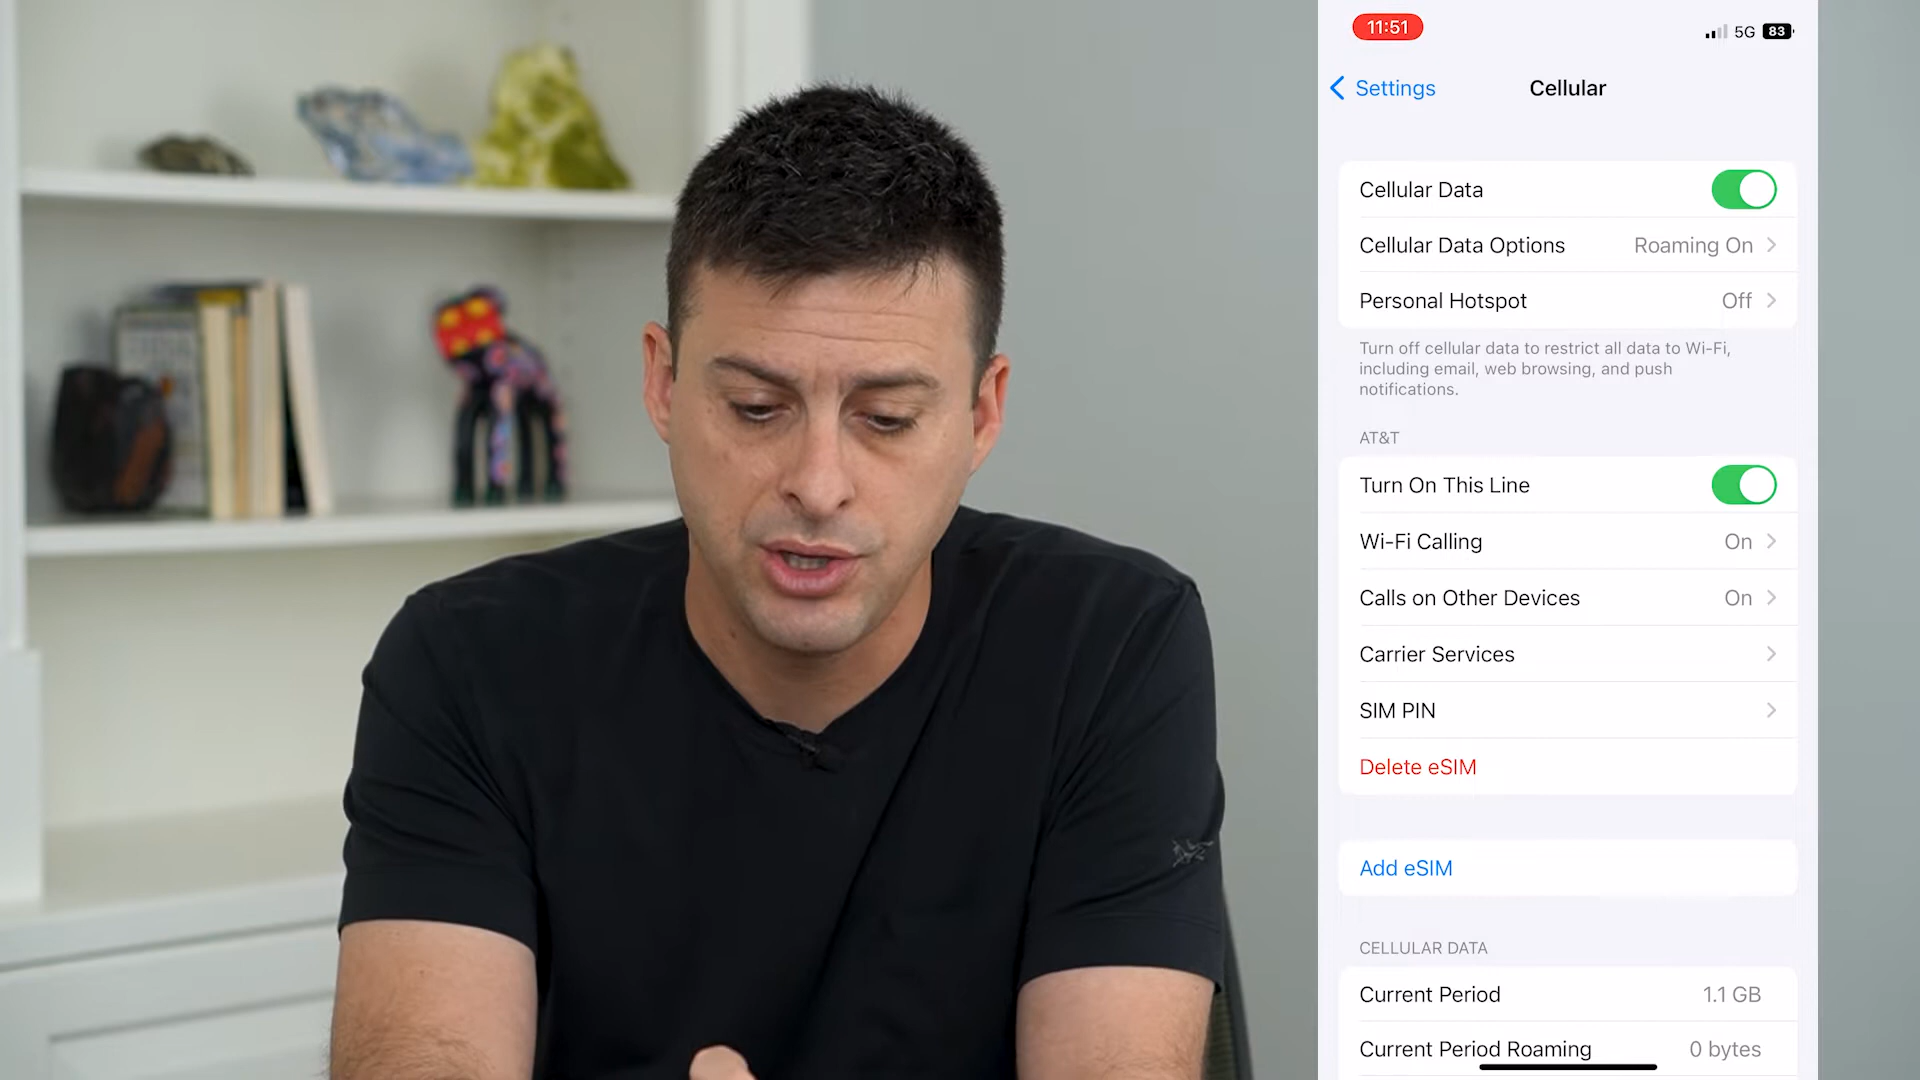 11:51
5G 83
Settings
Cellular
Cellular Data
Cellular Data Options Roaming On
Personal Hotspot Off
Turn off cellular data to restrict all data to Wi-Fi,
including email, web browsing, and push
notifications.
AT&T
Turn On This Line
Wi-Fi Calling On
Calls on Other Devices On
Carrier Services
SIM PIN
Delete eSIM
Add eSIM
CELLULAR DATA
Current Period 1.1 GB
Current Period Roaming 0 bytes